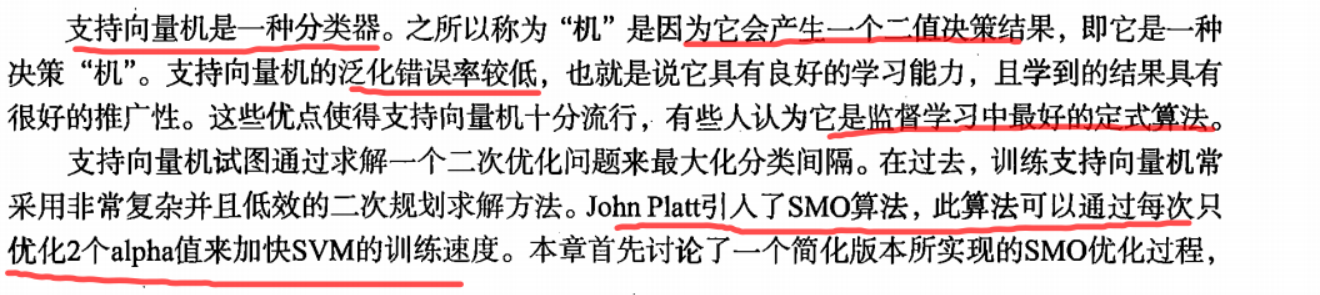 支持向量机是一种分类器。之所以称为“机”是因为它会产生一个二值决策结果，即它是一种
决策“机”。支持向量机的泛化错误率较低，也就是说它具有良好的学习能力，且学到的结果具有
很好的推广性。这些优点使得支持向量机十分流行，有些人认为它是监督学习中最好的定式算法。
支持向量机试图通过求解一个二次优化问题来最大化分类间隔。在过去，训练支持向量机常
采用非常复杂并且低效的二次规划求解方法。John Platt引入了SMO算法，此算法可以通过每次只
优化2个alpha值来加快SVM的训练速度。本章首先讨论了一个简化版本所实现的SMO优化过程，